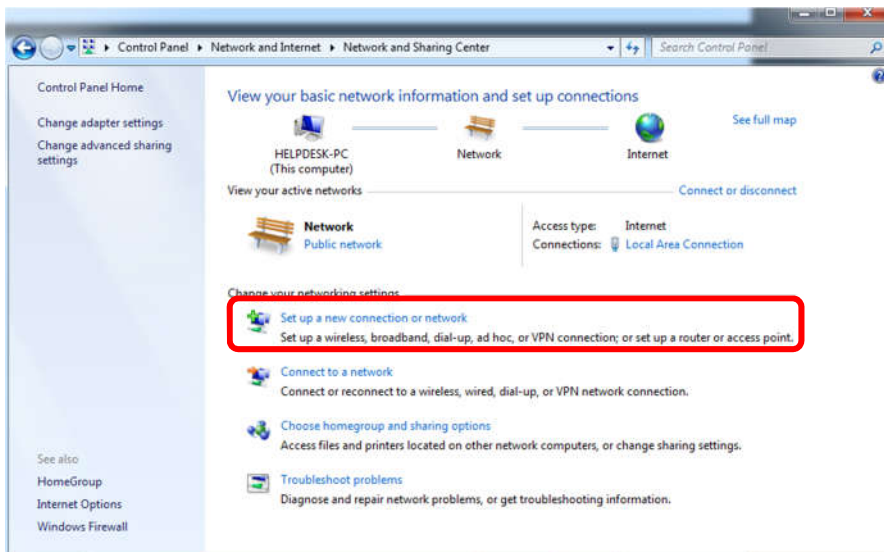 Control Panel ▸ Network and Internet ▸ Network and Sharing Center
Search Control Panel
Control Panel Home
Change adapter settings
Change advanced sharing
settings
View your basic network information and set up connections
See full map
HELPDESK-PC
(This computer)
Network
Internet
View your active networks
Connect or disconnect
Network
Public network
Access type: Internet
Connections: Local Area Connection
Change your networking settings
Set up a new connection or network
Set up a wireless, broadband, dial-up, ad hoc, or VPN connection; or set up a router or access point.
Connect to a network
Connect or reconnect to a wireless, wired, dial-up, or VPN network connection.
Choose homegroup and sharing options
Access files and printers located on other network computers, or change sharing settings.
Troubleshoot problems
Diagnose and repair network problems, or get troubleshooting information.
See also
HomeGroup
Internet Options
Windows Firewall